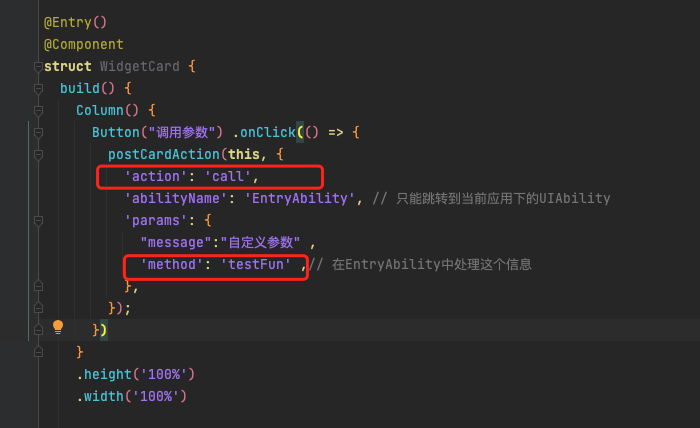 @Entry()
@Component
struct WidgetCard {
build() {
Column() {
Button("调用参数") .onClick(() => {
postCardAction(this, {
'action': 'call',
'abilityName': 'EntryAbility', // 只能跳转到当前应用下的UIAbility
'params': {
"message":"自定义参数" ,
'method': 'testFun' ,// 在EntryAbility中处理这个信息
},
});
})
}
.height('100%')
.width('100%')